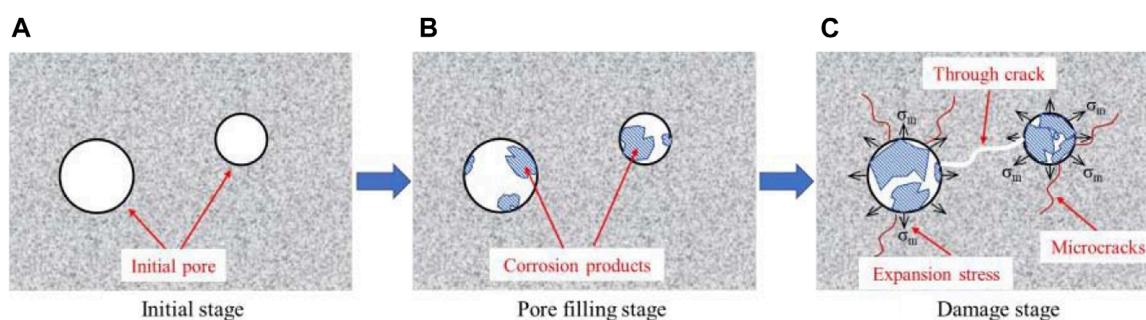 A
B
C
Initial pore
Corrosion products
Through crack
σm
σm
σm
σm
σm
Microcracks
Expansion stress
Initial stage
Pore filling stage
Damage stage